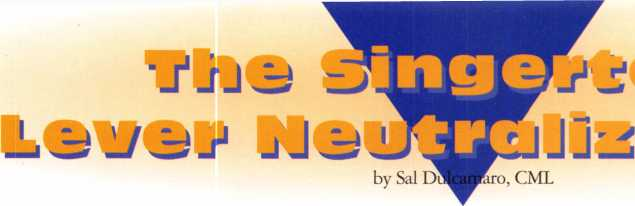 The Singert
Lever Neutraliz
by Sal Dulcamaro, CML